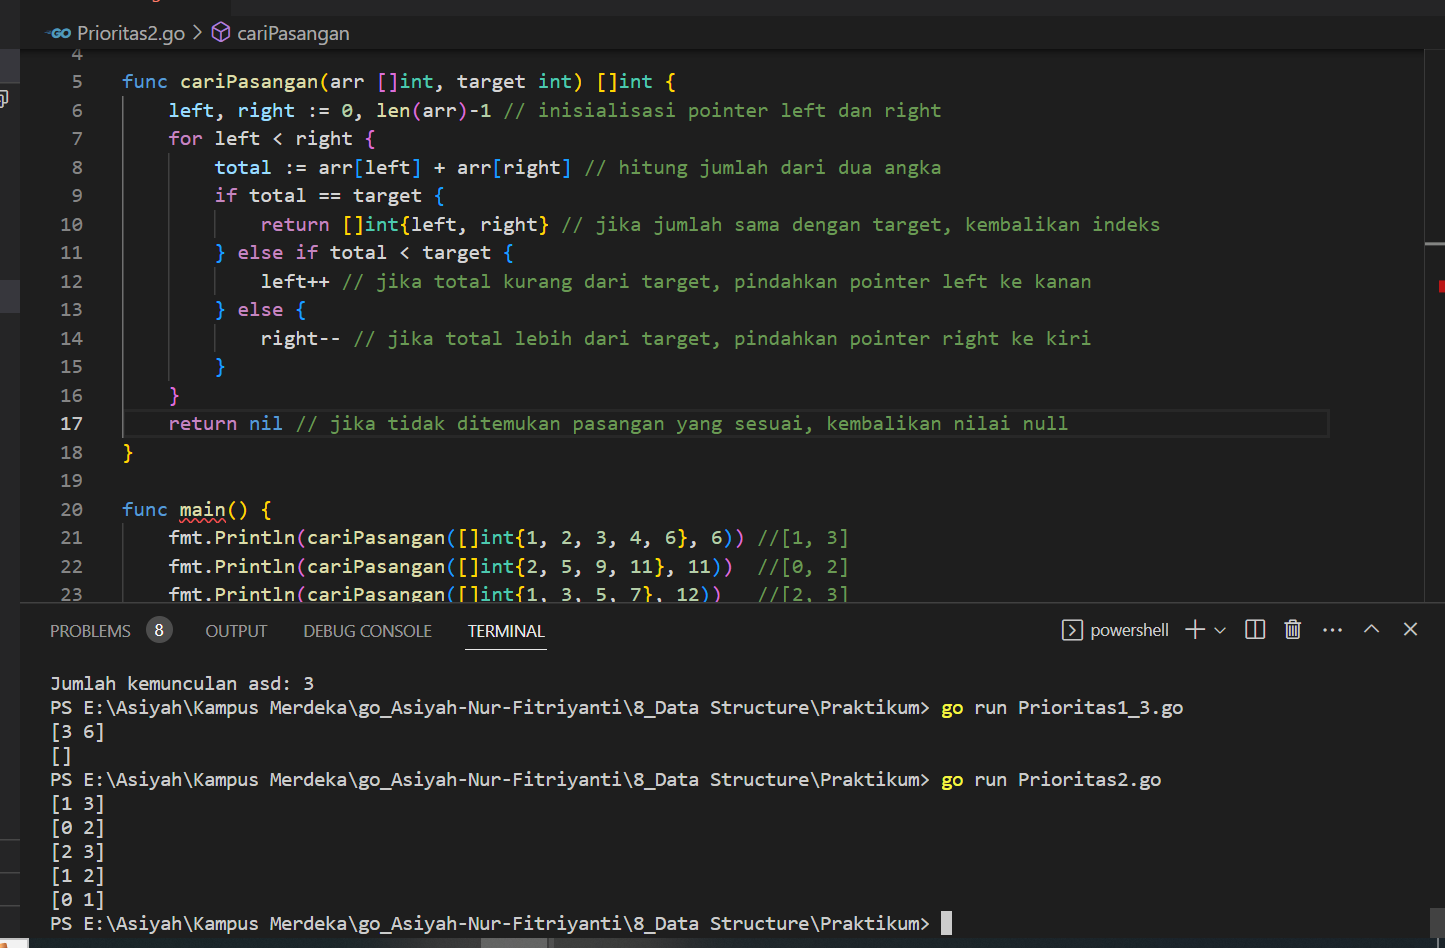 GO Prioritas2.go > cariPasangan
4
5 func cariPasangan(arr []int, target int) []int {
6 left, right := 0, len(arr)-1 // inisialisasi pointer left dan right
7 for left < right {
8 total := arr[left] + arr[right] // hitung jumlah dari dua angka
9 if total == target {
10 return []int{left, right} // jika jumlah sama dengan target, kembalikan indeks
11 } else if total < target {
12 left++ // jika total kurang dari target, pindahkan pointer left ke kanan
13 } else {
14 right-- // jika total lebih dari target, pindahkan pointer right ke kiri
15 }
16 }
17 return nil // jika tidak ditemukan pasangan yang sesuai, kembalikan nilai null
18 }
19
20 func main() {
21 fmt.Println(cariPasangan([]int{1, 2, 3, 4, 6}, 6)) //[1, 3]
22 fmt.Println(cariPasangan([]int{2, 5, 9, 11}, 11)) //[0, 2]
23 fmt.Println(cariPasangan([]int{1, 3, 5, 7}, 12)) //[2, 3]
PROBLEMS 8 OUTPUT DEBUG CONSOLE TERMINAL powershell
Jumlah kemunculan asd: 3
PS E:\Asiyah\Kampus Merdeka\go_Asiyah-Nur-Fitriyanti\8_Data Structure\Praktikum> go run Prioritas1_3.go
[3 6]
[]
PS E:\Asiyah\Kampus Merdeka\go_Asiyah-Nur-Fitriyanti\8_Data Structure\Praktikum> go run Prioritas2.go
[1 3]
[0 2]
[2 3]
[1 2]
[0 1]
PS E:\Asiyah\Kampus Merdeka\go_Asiyah-Nur-Fitriyanti\8_Data Structure\Praktikum>